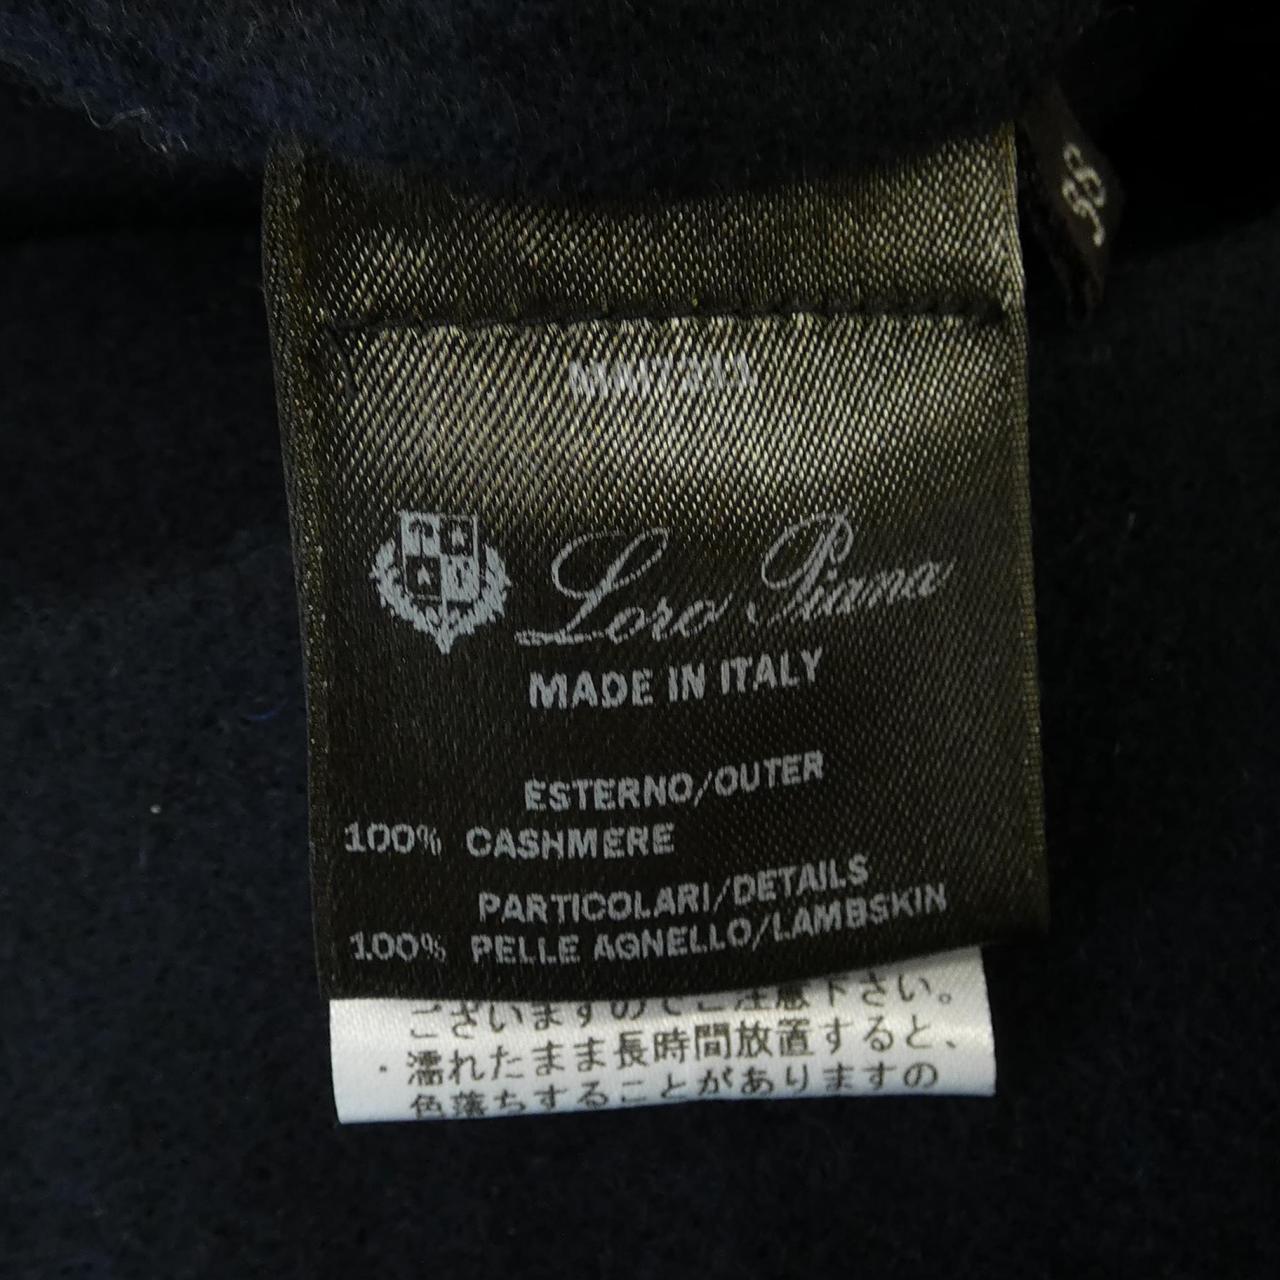 Loro Piana
MADE IN ITALY
ESTERNO/OUTER
100% CASHMERE
PARTICOLARI/DETAILS
100% PELLE AGNELLO/LAMBSKIN
ございますのでご注意下さい。
・濡れたまま長時間放置すると、
色落ちすることがありますの